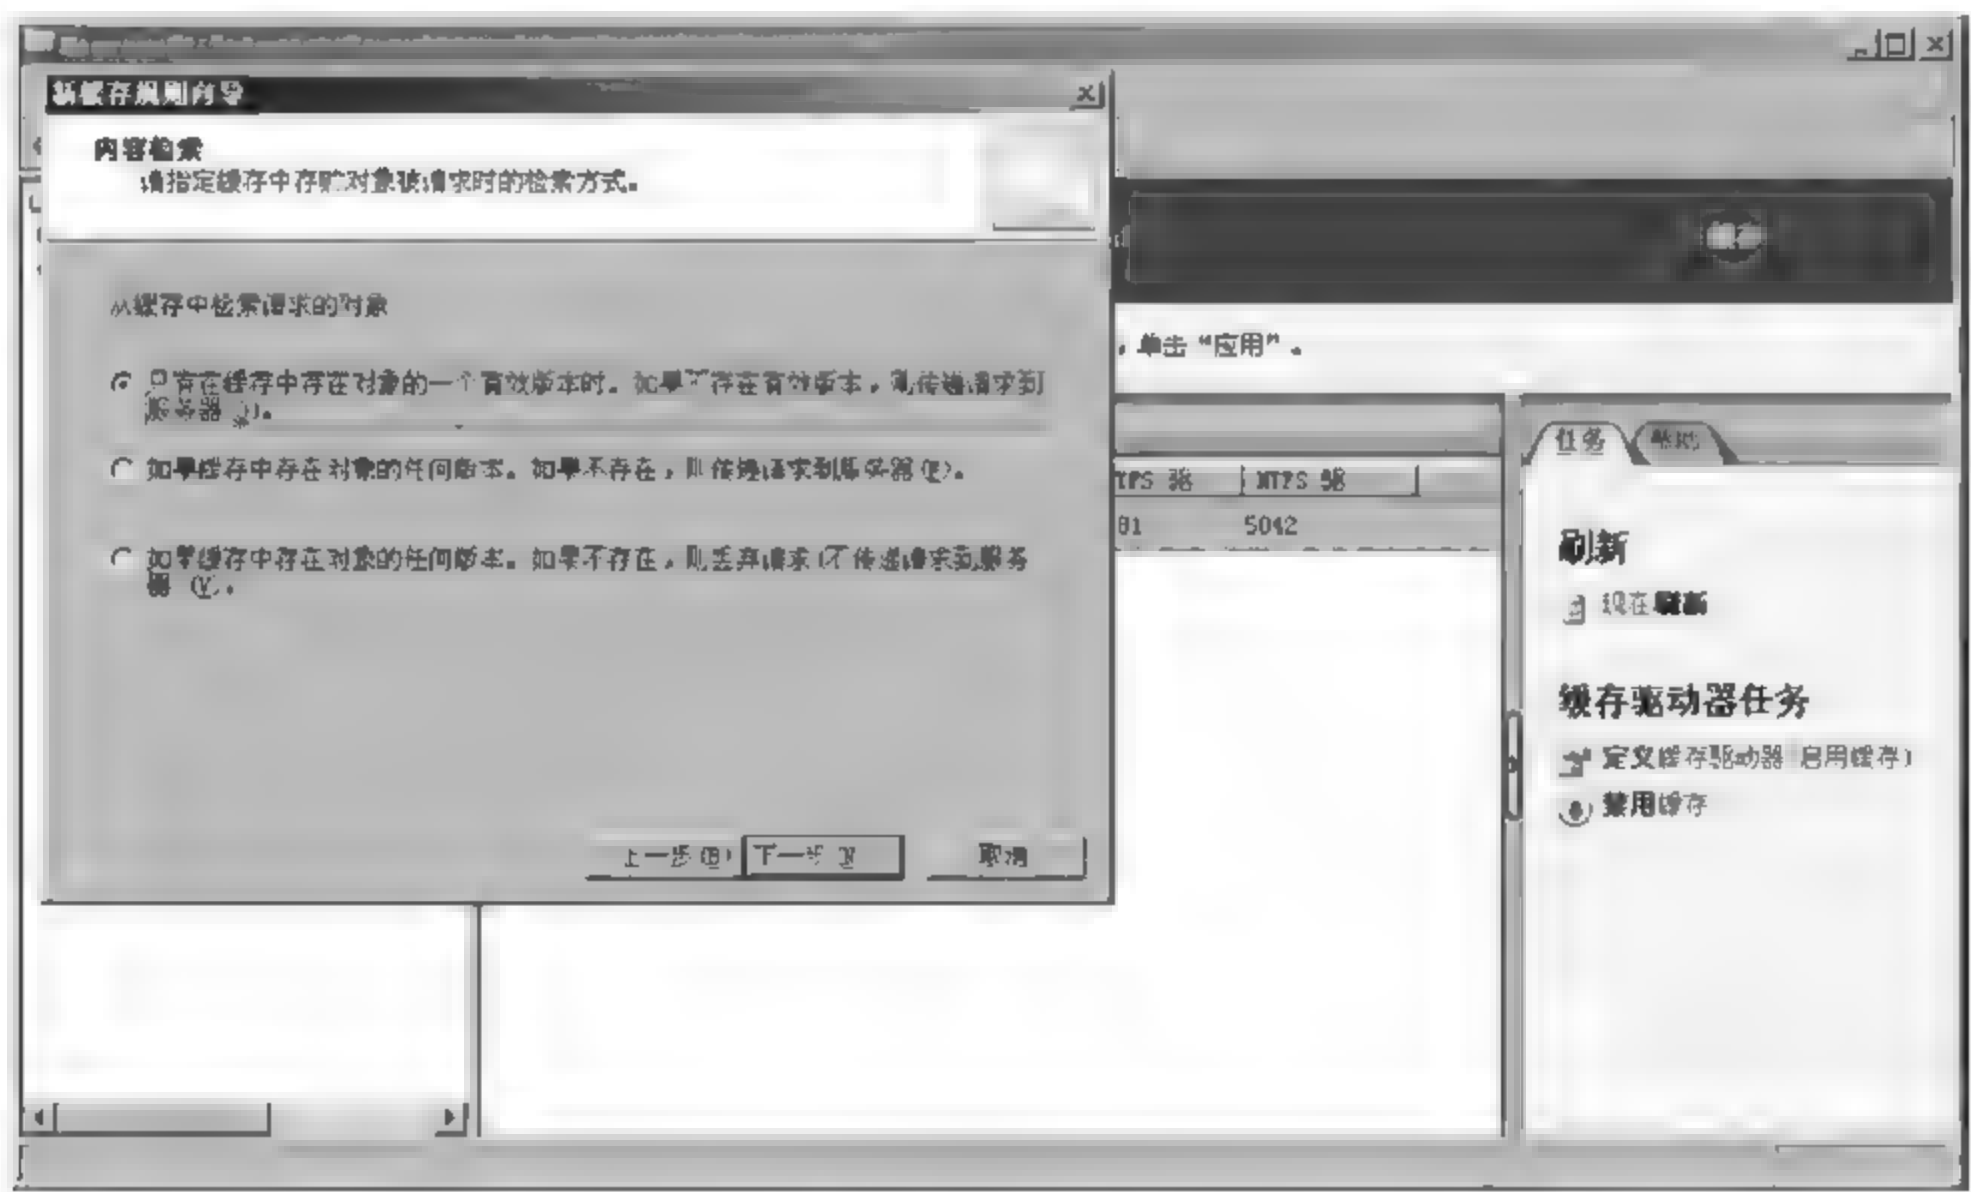 新缓存规则向导
内容检索
请指定缓存中存贮对象被请求时的检索方式。
从缓存中检索请求的对象
只有在缓存中存在对象的一个有效版本时。如果不存在有效版本，则传递请求到
服务器
如果缓存中存在对象的任何版本。如果不存在，则传递请求到服务器
如果缓存中存在对象的任何版本。如果不存在，则丢弃请求(不传递请求到服务
器 (V)。
上一步(B) 下一步 取消
，单击“应用”。
TFS 驱 NTFS 驱
81 5042
任务
刷新
现在刷新
缓存驱动器任务
定义缓存驱动器 启用缓存)
禁用缓存